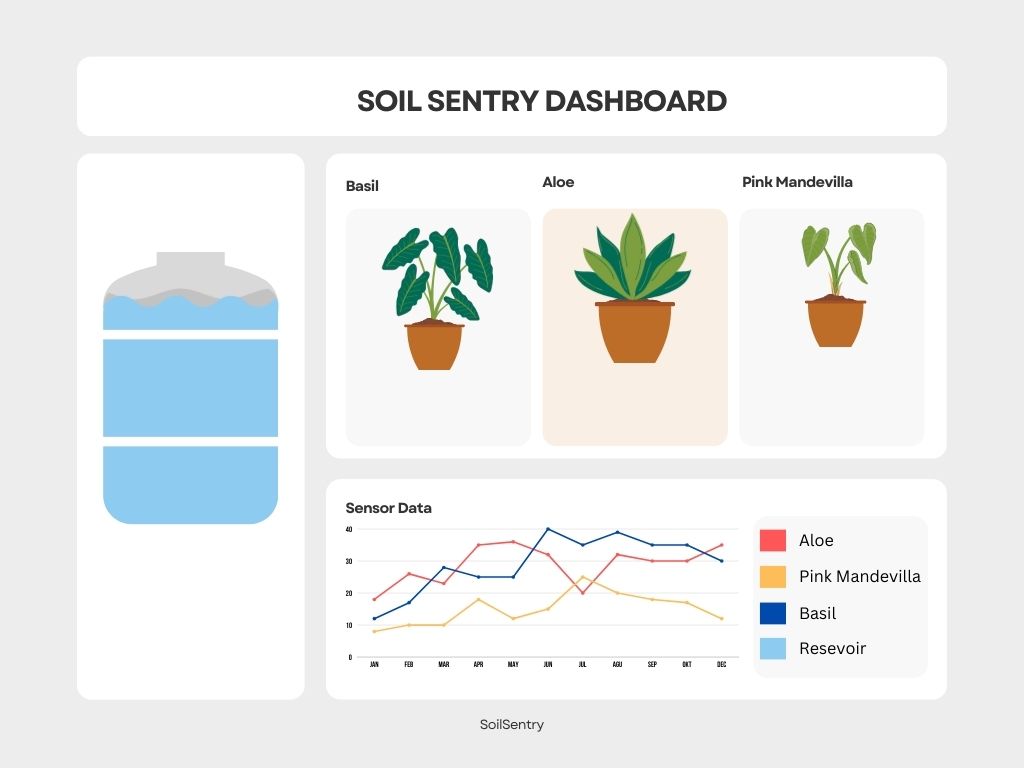 SOIL SENTRY DASHBOARD
Basil
Aloe
Pink Mandevilla
Sensor Data
40
30
20
10
0
JAN FEB MAR APR MAY JUN JUL AGU SEP OKT DEC
Aloe
Pink Mandevilla
Basil
Resevoir
SoilSentry